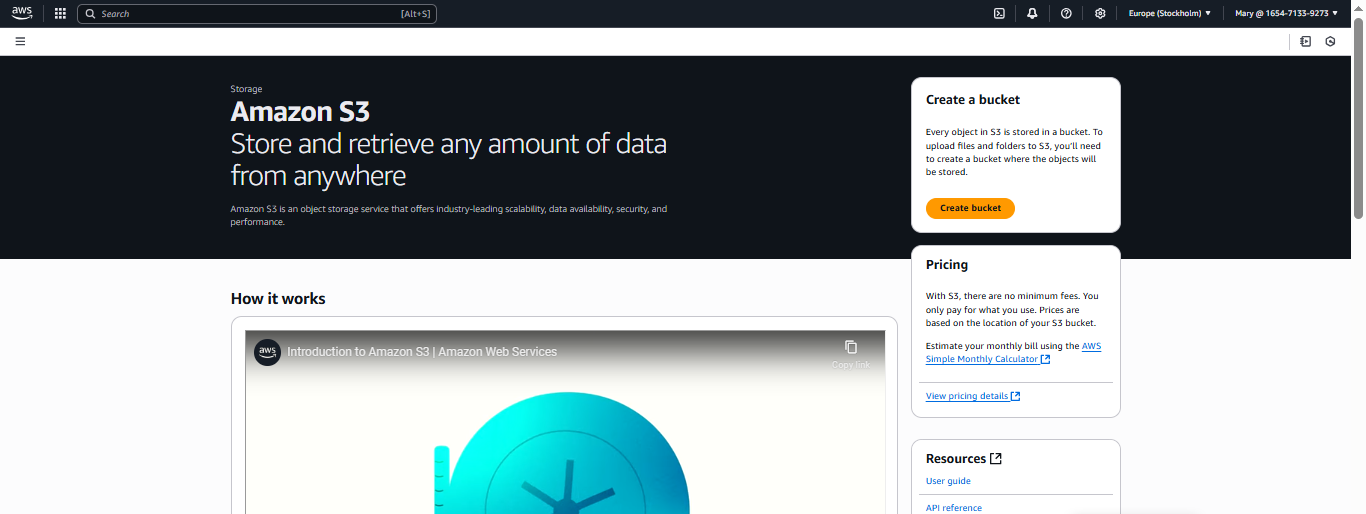 aws
Search
[Alt+S]
Europe (Stockholm) ▼
Mary @ 1654-7133-9273 ▼
Storage
Amazon S3
Store and retrieve any amount of data
from anywhere
Amazon S3 is an object storage service that offers industry-leading scalability, data availability, security, and
performance.
Create a bucket
Every object in S3 is stored in a bucket. To
upload files and folders to S3, you'll need
to create a bucket where the objects will
be stored.
Create bucket
Pricing
With S3, there are no minimum fees. You
only pay for what you use. Prices are
based on the location of your S3 bucket.
Estimate your monthly bill using the AWS
Simple Monthly Calculator
View pricing details
How it works
aws
Introduction to Amazon S3 | Amazon Web Services
Copy link
Resources
User guide
API reference